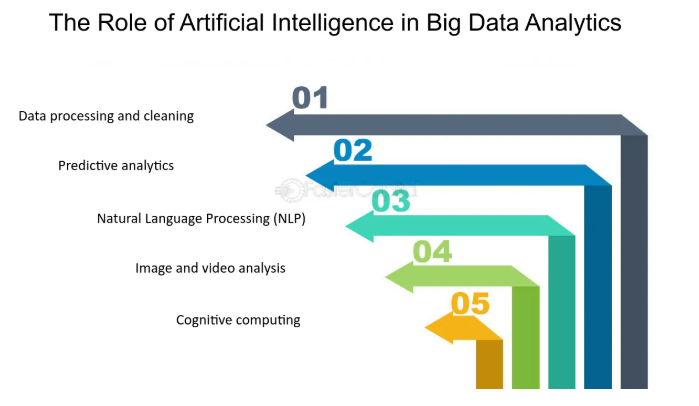 The Role of Artificial Intelligence in Big Data Analytics
01
Data processing and cleaning
02
Predictive analytics
FasterCapital
03
Natural Language Processing (NLP)
04
Image and video analysis
05
Cognitive computing